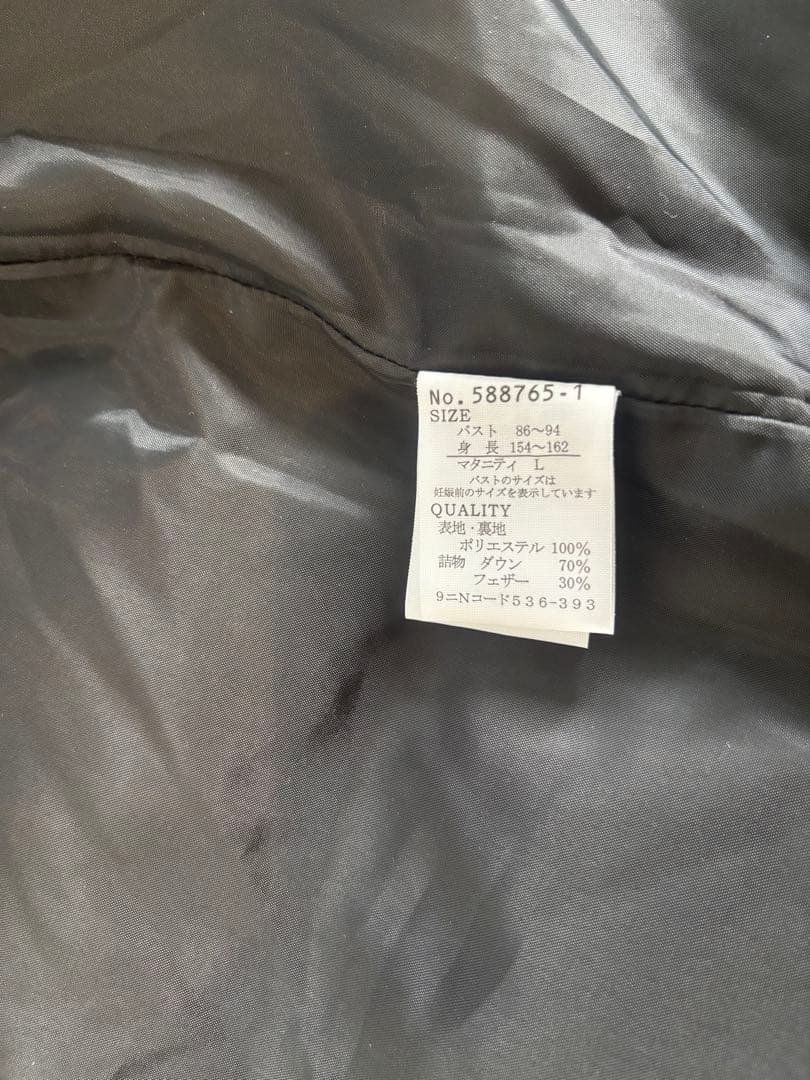 No.588765-1
SIZE
バスト 86～94
身長 154～162
マタニティ L
バストのサイズは
妊娠前のサイズを表示しています
QUALITY
表地・裏地
ポリエステル 100%
詰物 ダウン 70%
フェザー 30%
9ニNコード536-393